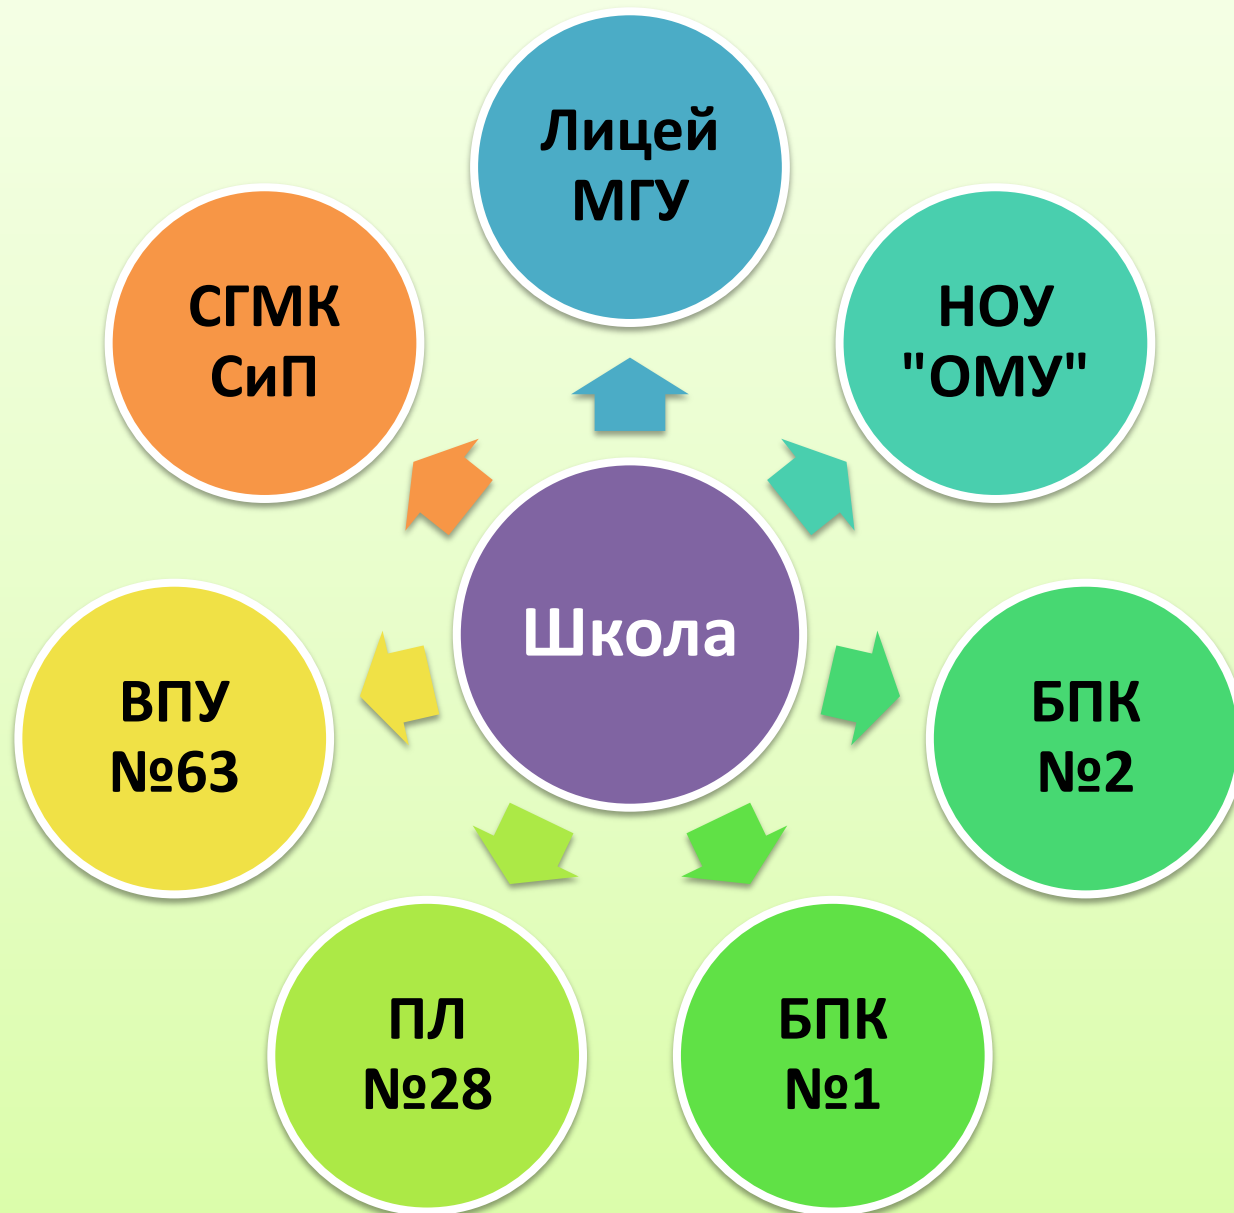 Лицей
МГУ
НОУ
"ОМУ"
БПК
№2
БПК
№1
ПЛ
№28
ВПУ
№63
СГМК
СиП
Школа